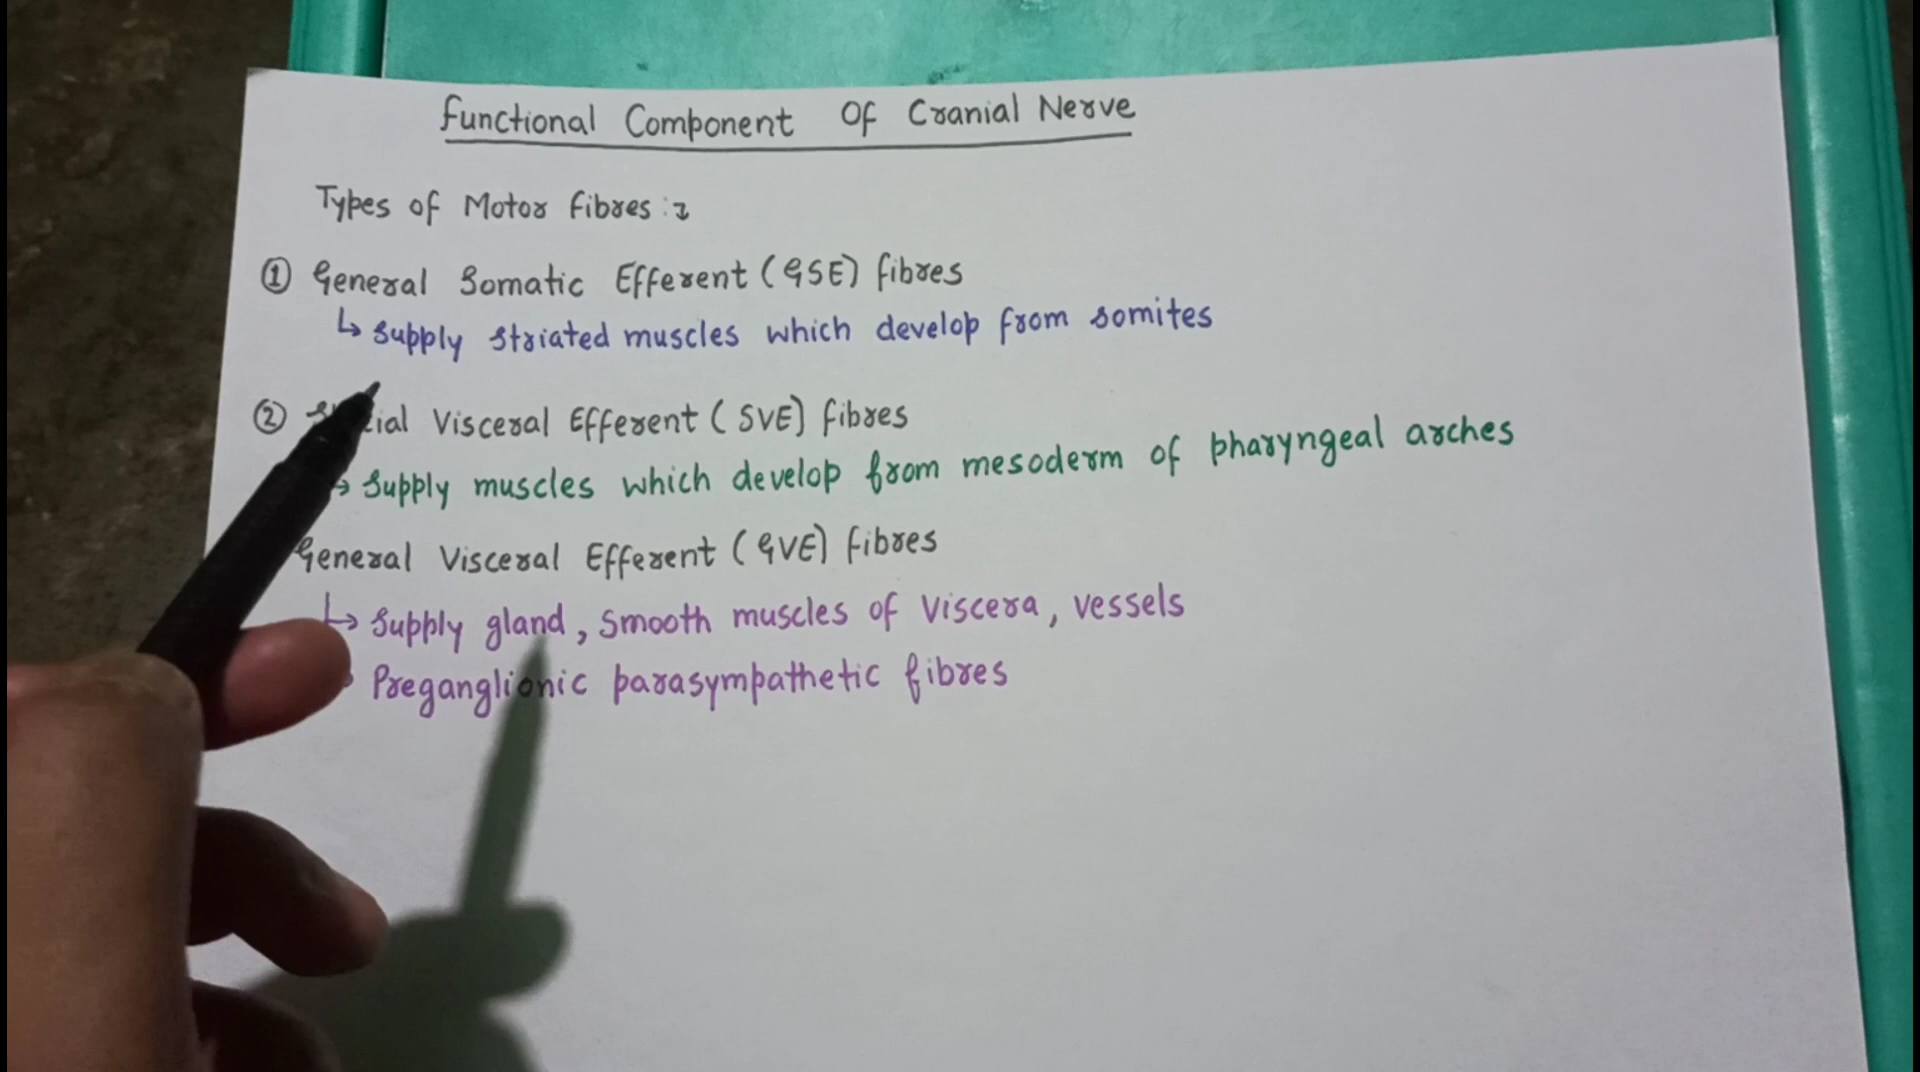 Functional Component Of Cranial Nerve
Types of Motor fibres :-
① General Somatic Efferent (GSE) fibres
↳ Supply striated muscles which develop from somites
② Visceral Efferent (SVE) fibres
→ Supply muscles which develop from mesoderm of pharyngeal arches
General Visceral Efferent (GVE) fibres
↳ Supply gland, Smooth muscles of Viscera, vessels
Preganglionic parasympathetic fibres